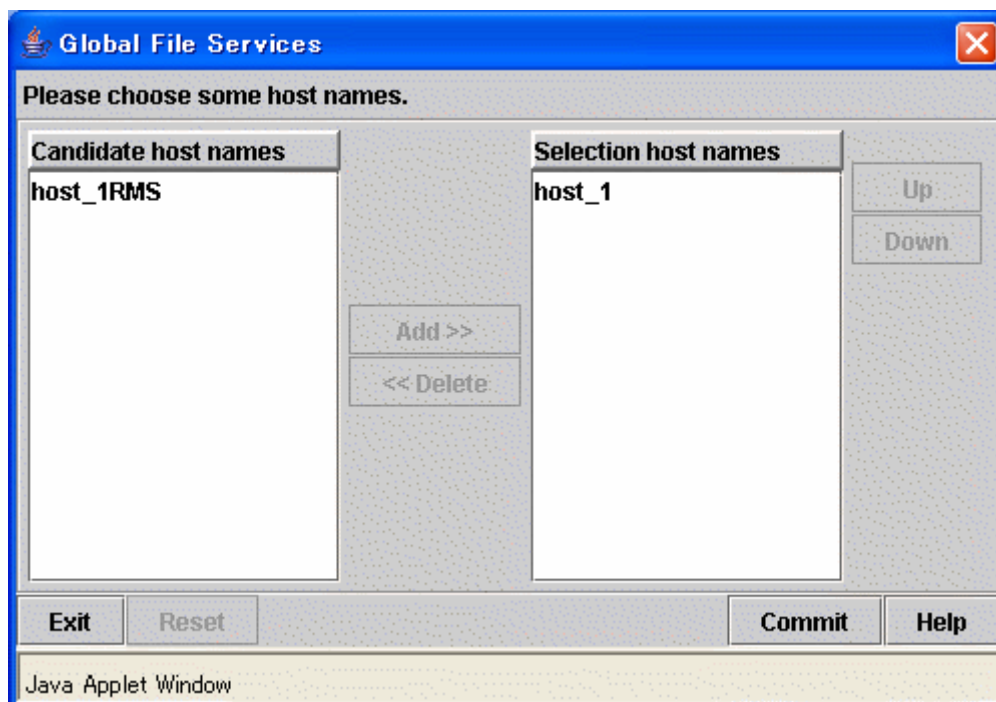 Global File Services
Please choose some host names.
Candidate host names
host_1RMS
Add >>
<< Delete
Selection host names
host_1
Up
Down
Exit
Reset
Commit
Help
Java Applet Window